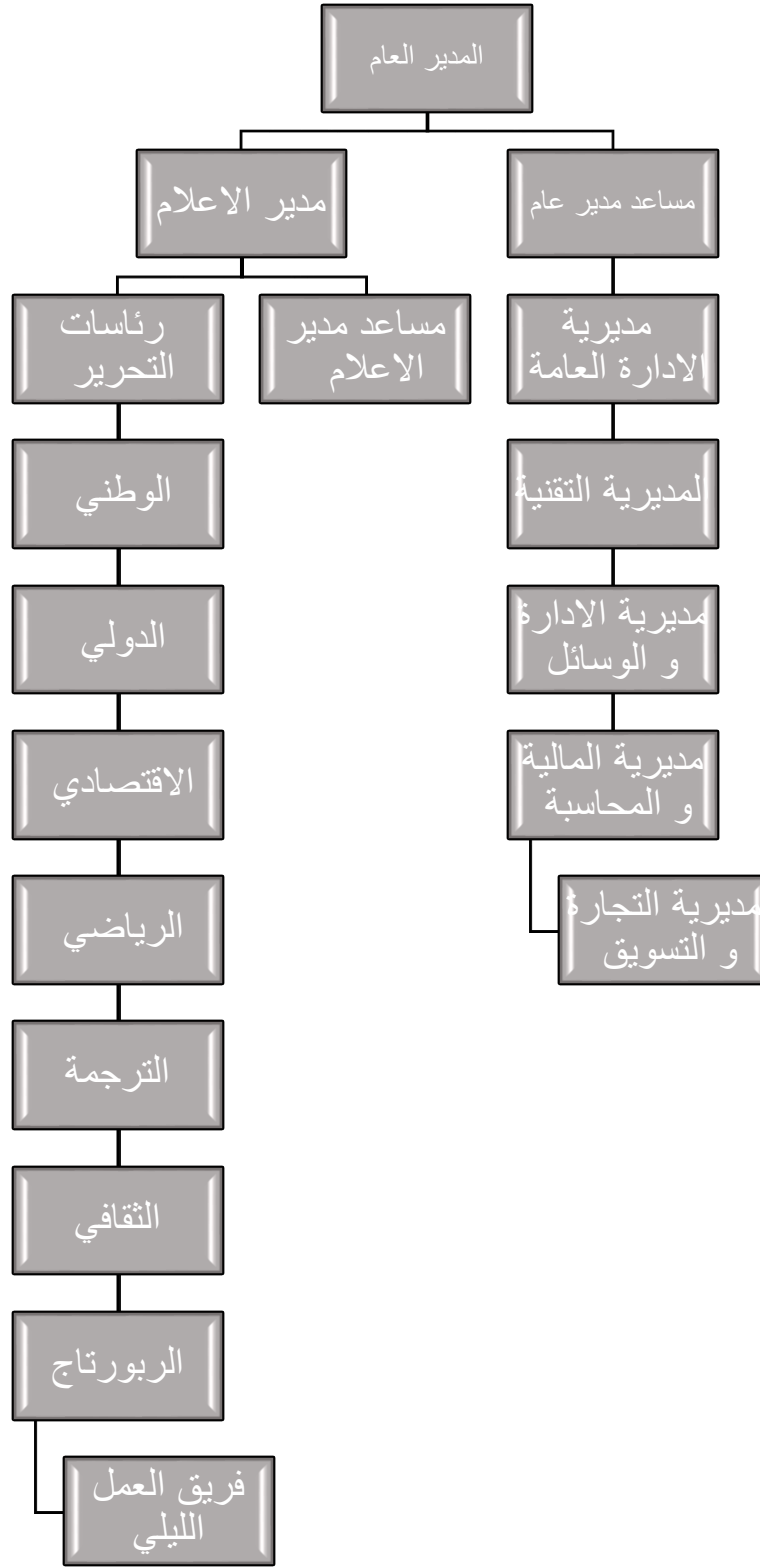 المدير العام
مساعد مدير عام
مدير الاعلام
مديرية
الادارة العامة
مساعد مدير
الاعلام
رئاسات
التحرير
المديرية التقنية
الوطني
مديرية الادارة
و الوسائل
الدولي
مديرية المالية
و المحاسبة
الاقتصادي
مديرية التجارة
و التسويق
الرياضي
الترجمة
الثقافي
الربورتاج
فريق العمل
الليلي